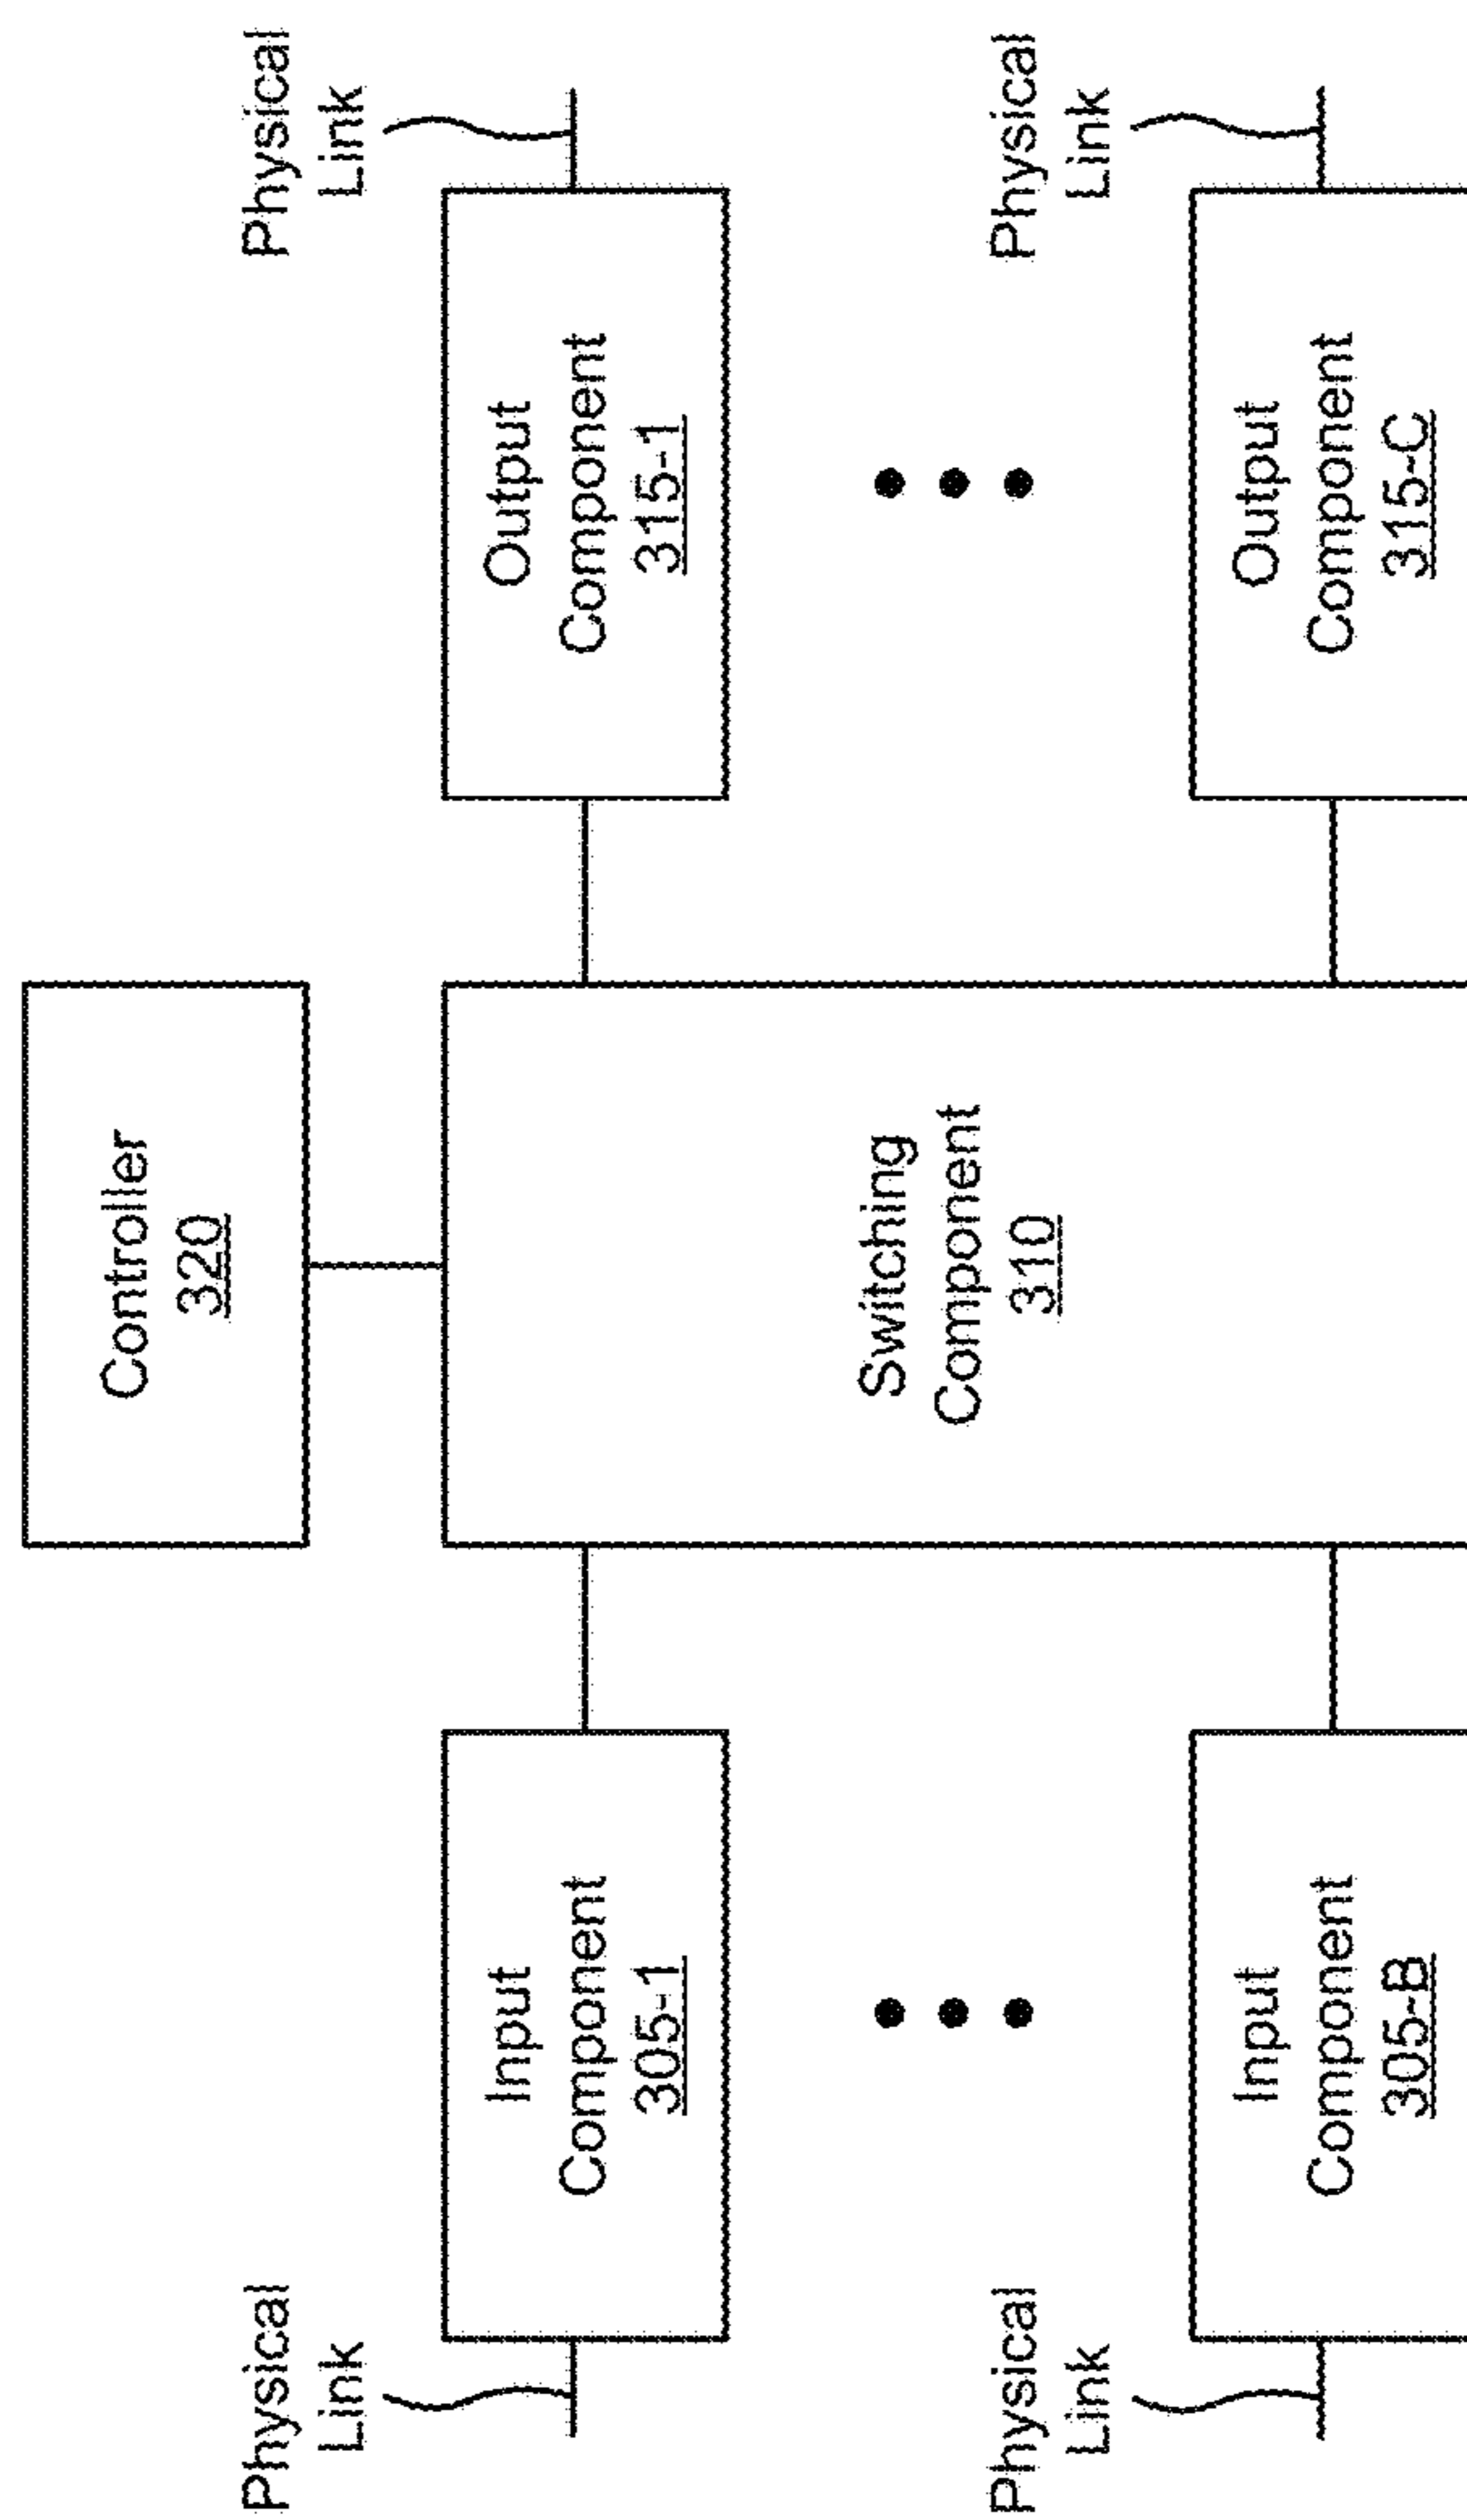 Controller
320
Physical
Link
Input
Component
305-1
Switching
Component
310
Output
Component
315-1
Physical
Link
Physical
Link
Input
Component
305-B
Output
Component
315-C
Physical
Link